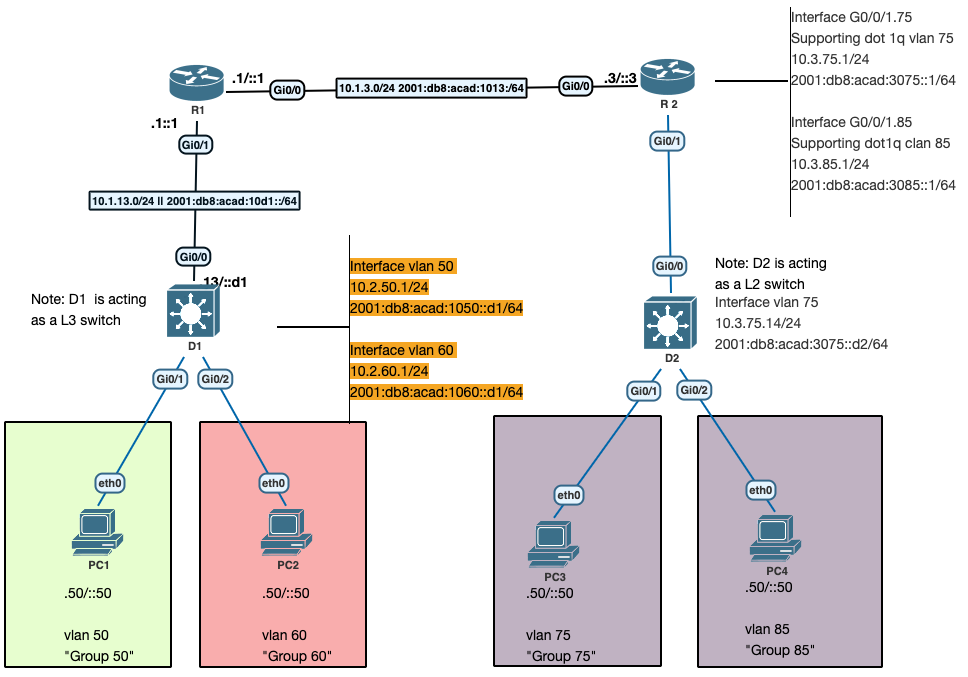 Interface G0/0/1.75
Supporting dot 1q vlan 75
10.3.75.1/24
2001:db8:acad:3075::1/64
Interface G0/0/1.85
Supporting dot1q clan 85
10.3.85.1/24
2001:db8:acad:3085::1/64
.1/::1
Gi0/0
10.1.3.0/24 2001:db8:acad:1013:/64
Gi0/0
.3/::3
R1
R 2
.1::1
Gi0/1
Gi0/1
10.1.13.0/24 II 2001:db8:acad:10d1::/64
Gi0/0
13/::d1
Note: D1 is acting
as a L3 switch
D1
Interface vlan 50
10.2.50.1/24
2001:db8:acad:1050::d1/64
Interface vlan 60
10.2.60.1/24
2001:db8:acad:1060::d1/64
Gi0/0
Note: D2 is acting
as a L2 switch
Interface vlan 75
10.3.75.14/24
2001:db8:acad:3075::d2/64
D2
Gi0/1
Gi0/2
Gi0/1
Gi0/2
eth0
eth0
eth0
eth0
PC1
.50/::50
vlan 50
"Group 50"
PC2
.50/::50
vlan 60
"Group 60"
PC3
.50/::50
vlan 75
"Group 75"
PC4
.50/::50
vlan 85
"Group 85"